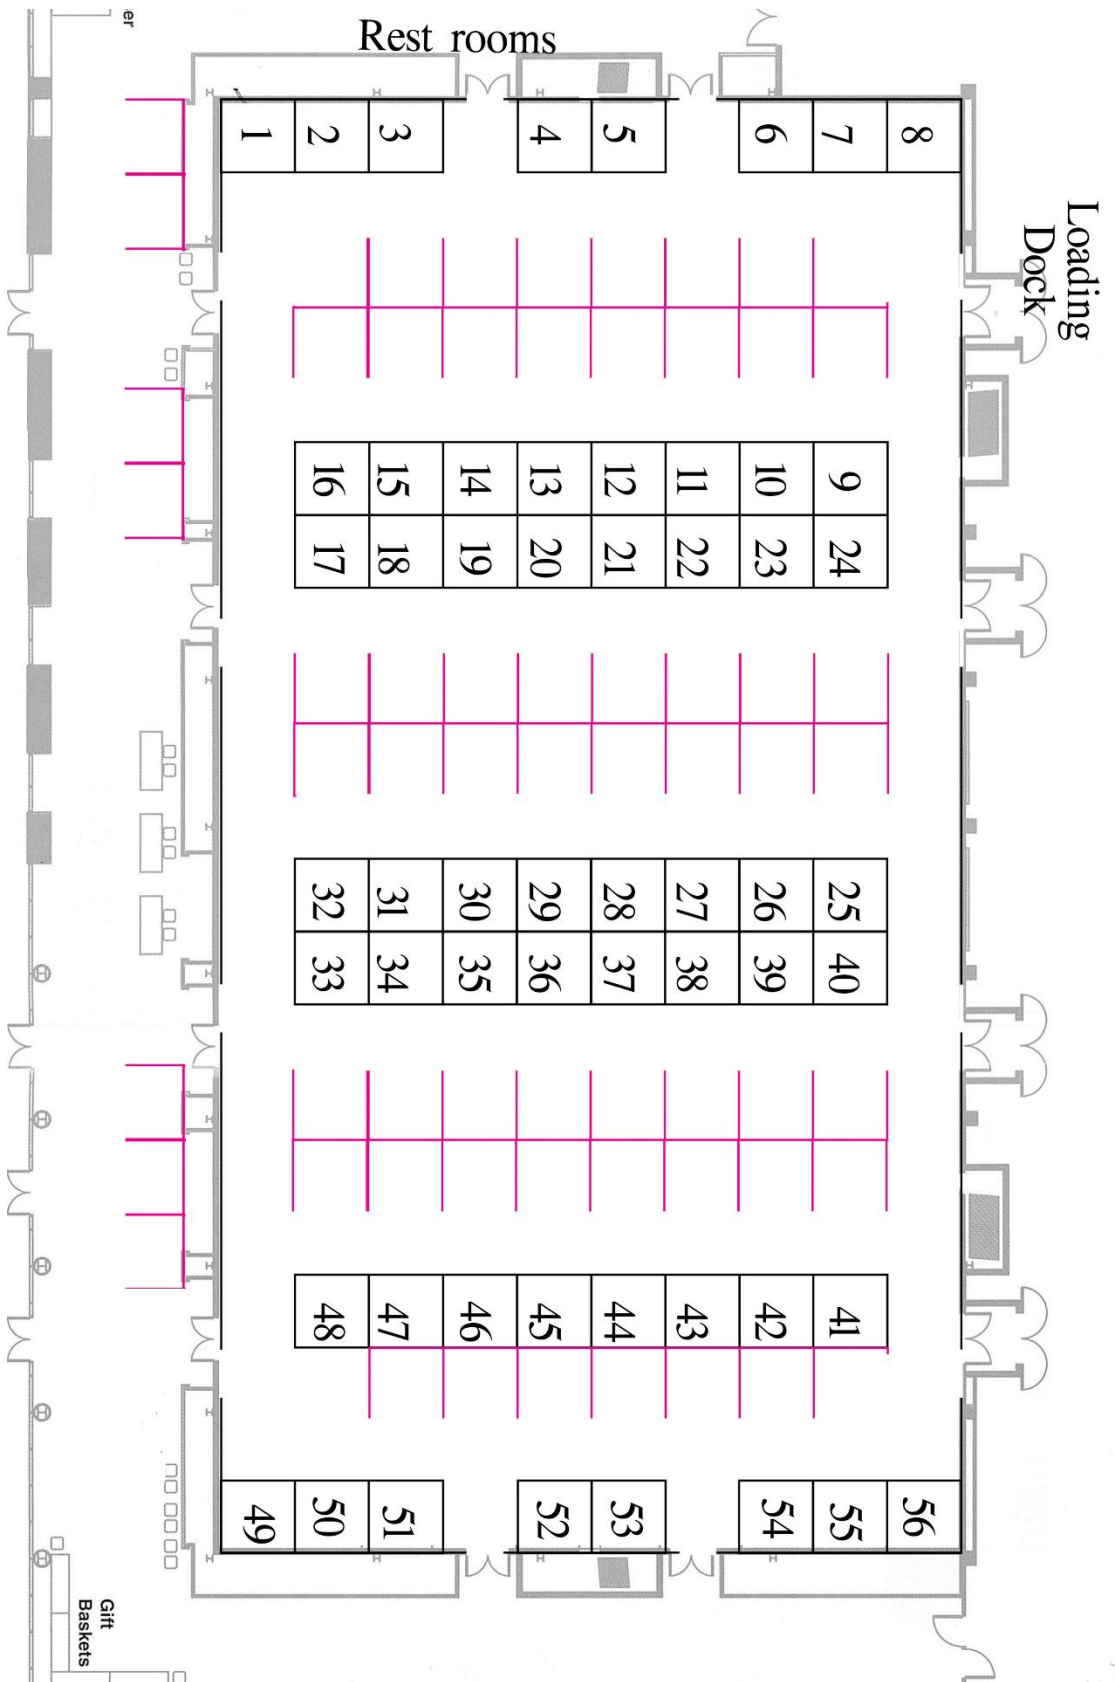 er
Rest rooms
Loading
Dock
1 2 3 4 5 6 7 8
16 15 14 13 12 11 10 9
17 18 19 20 21 22 23 24
32 31 30 29 28 27 26 25
33 34 35 36 37 38 39 40
48 47 46 45 44 43 42 41
49 50 51 52 53 54 55 56
Gift
Baskets